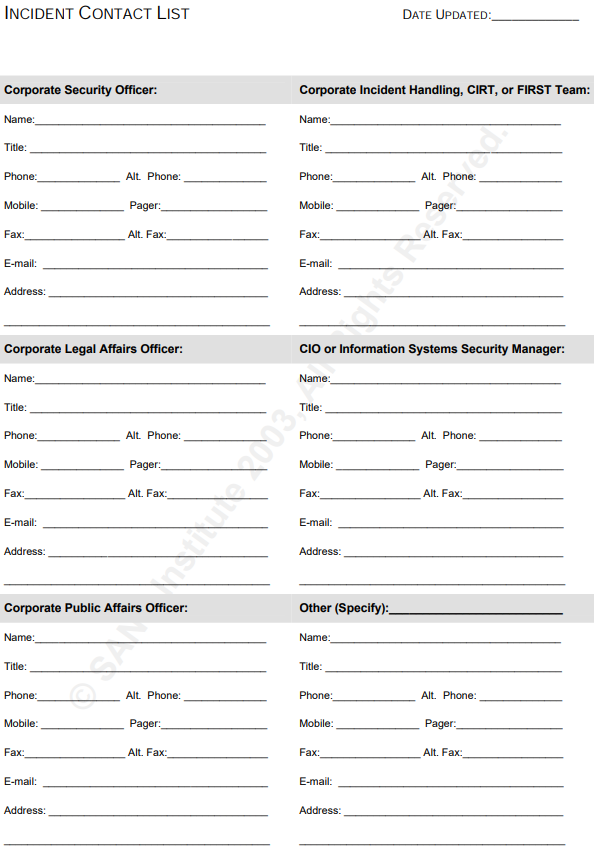 INCIDENT CONTACT LIST DATE UPDATED:____________
Corporate Security Officer: Corporate Incident Handling, CIRT, or FIRST Team:
Name: Name:
Title: Title:
Phone: Alt. Phone: Phone: Alt. Phone:
Mobile: Pager: Mobile: Pager:
Fax: Alt. Fax: Fax: Alt. Fax:
E-mail: E-mail:
Address: Address:
Corporate Legal Affairs Officer: CIO or Information Systems Security Manager:
Name: Name:
Title: Title:
Phone: Alt. Phone: Phone: Alt. Phone:
Mobile: Pager: Mobile: Pager:
Fax: Alt. Fax: Fax: Alt. Fax:
E-mail: E-mail:
Address: Address:
Corporate Public Affairs Officer: Other (Specify):
Name: Name:
Title: Title:
Phone: Alt. Phone: Phone: Alt. Phone:
Mobile: Pager: Mobile: Pager:
Fax: Alt. Fax: Fax: Alt. Fax:
E-mail: E-mail:
Address: Address:
© SANS Institute 2003, All Rights Reserved.